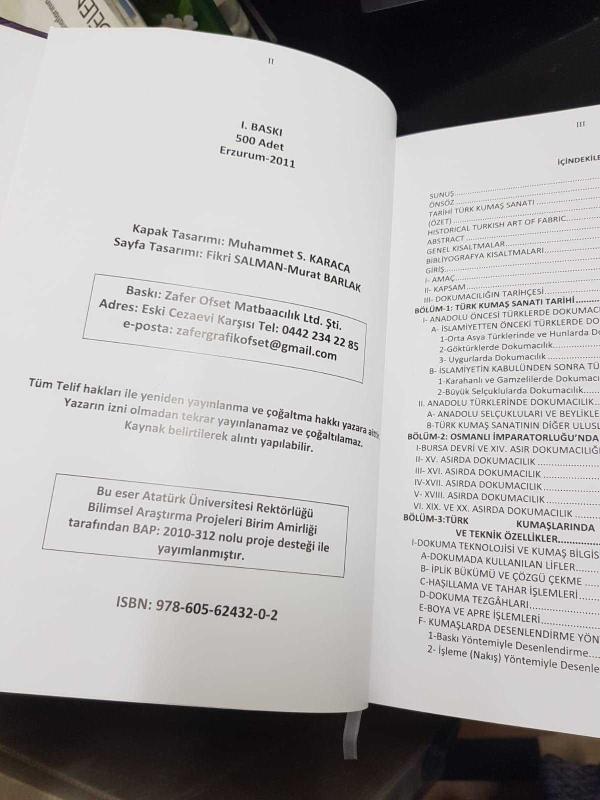 DELEN
II
I. BASKI
500 Adet
Erzurum-2011
Kapak Tasarımı: Muhammet S. KARACA
Sayfa Tasarımı: Fikri SALMAN-Murat BARLAK
Baskı: Zafer Ofset Matbaacılık Ltd. Şti.
Adres: Eski Cezaevi Karşısı Tel: 0442 234 22 85
e-posta: zafergrafikofset@gmail.com
Tüm Telif hakları ile yeniden yayınlanma ve çoğaltma hakkı yazara aittir.
Yazarın izni olmadan tekrar yayınlanamaz ve çoğaltılamaz.
Kaynak belirtilerek alıntı yapılabilir.
Bu eser Atatürk Üniversitesi Rektörlüğü
Bilimsel Araştırma Projeleri Birim Amirliği
tarafından BAP: 2010-312 nolu proje desteği ile
yayımlanmıştır.
ISBN: 978-605-62432-0-2
III
İÇİNDEKİLE
SUNUŞ
ÖNSÖZ
TARİHİ TÜRK KUMAŞ SANATI
(ÖZET)
HISTORICAL TURKISH ART OF FABRIC
ABSTRACT
GENEL KISALTMALAR
BİBLİYOGRAFYA KISALTMALARI
GİRİŞ
I- AMAÇ
II- KAPSAM
III- DOKUMACILIĞIN TARİHÇESİ
BÖLÜM-1: TÜRK KUMAŞ SANATI TARİHİ
I- ANADOLU ÖNCESİ TÜRKLERDE DOKUMAC
A- İSLAMİYETTEN ÖNCEKİ TÜRKLERDE DO
1-Orta Asya Türklerinde ve Hunlarda Do
2-Göktürklerde Dokumacılık
3- Uygurlarda Dokumacılık
B- İSLAMİYETİN KABULÜNDEN SONRA TÜ
1-Karahanlı ve Gamzelilerde Dokumacı
2-Büyük Selçuklularda Dokumacılık
II. ANADOLU TÜRKLERİNDE DOKUMACILIK
A- ANADOLU SELÇUKLULARI VE BEYLİKLE
B-TÜRK KUMAŞ SANATININ DİĞER ULUSL
BÖLÜM-2: OSMANLI İMPARATORLUĞU'NDA
I-BURSA DEVRİ VE XIV. ASIR DOKUMACILIĞI
II- XV. ASIRDA DOKUMACILIK
III- XVI. ASIRDA DOKUMACILIK
IV-XVII. ASIRDA DOKUMACILIK
V- XVIII. ASIRDA DOKUMACILIK
VI. XIX. VE XX. ASIRDA DOKUMACILIK
BÖLÜM-3:TÜRK KUMAŞLARINDA
VE TEKNİK ÖZELLİKLER
I-DOKUMA TEKNOLOJİSİ VE KUMAŞ BİLGİS
A-DOKUMADA KULLANILAN LİFLER
B- İPLİK BÜKÜMÜ VE ÇÖZGÜ ÇEKME
C-HAŞILLAMA VE TAHAR İŞLEMLERİ
D-DOKUMA TEZGÂHLARI
E-BOYA VE APRE İŞLEMLERİ
F- KUMAŞLARDA DESENLENDİRME YÖN
1-Baskı Yöntemiyle Desenlendirme
2- İşleme (Nakış) Yöntemiyle Desenle